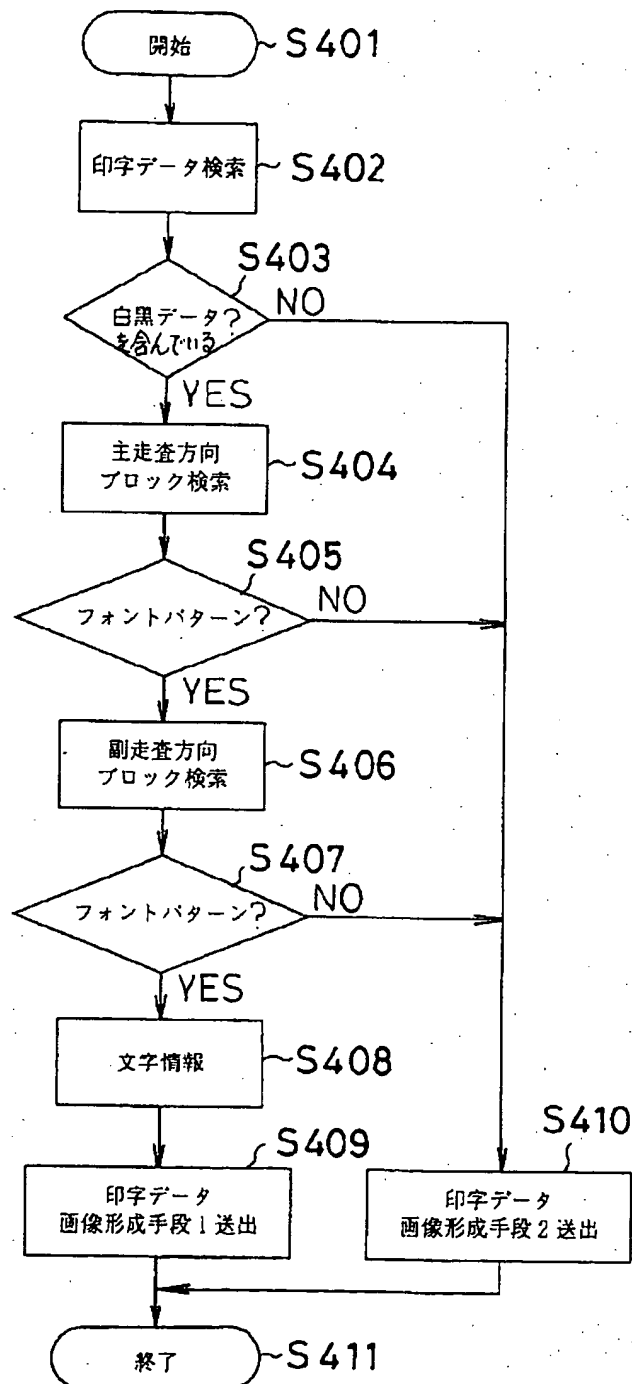 開始
S401
印字データ検索
S402
S403
白黒データ?
を含んでいる
NO
YES
主走査方向
ブロック検索
S404
S405
フォントパターン?
NO
YES
副走査方向
ブロック検索
S406
S407
フォントパターン?
NO
YES
文字情報
S408
S409
印字データ
画像形成手段1送出
S410
印字データ
画像形成手段2送出
終了
S411